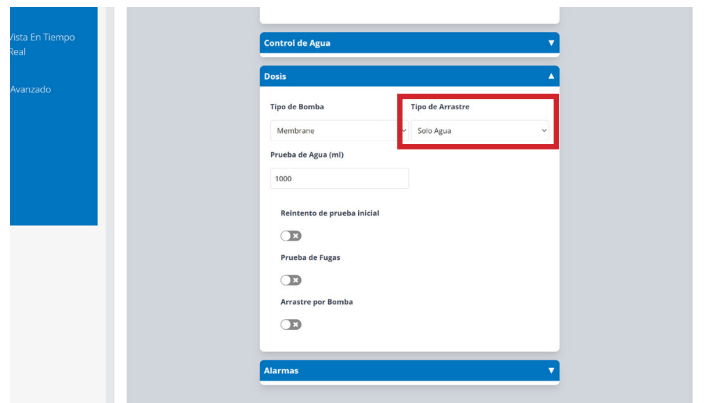 Vista En Tiempo
Real
Avanzado
Control de Agua
Dosis
Tipo de Bomba
Tipo de Arrastre
Membrane
Solo Agua
Prueba de Agua (ml)
1000
Reintento de prueba inicial
Prueba de Fugas
Arrastre por Bomba
Alarmas